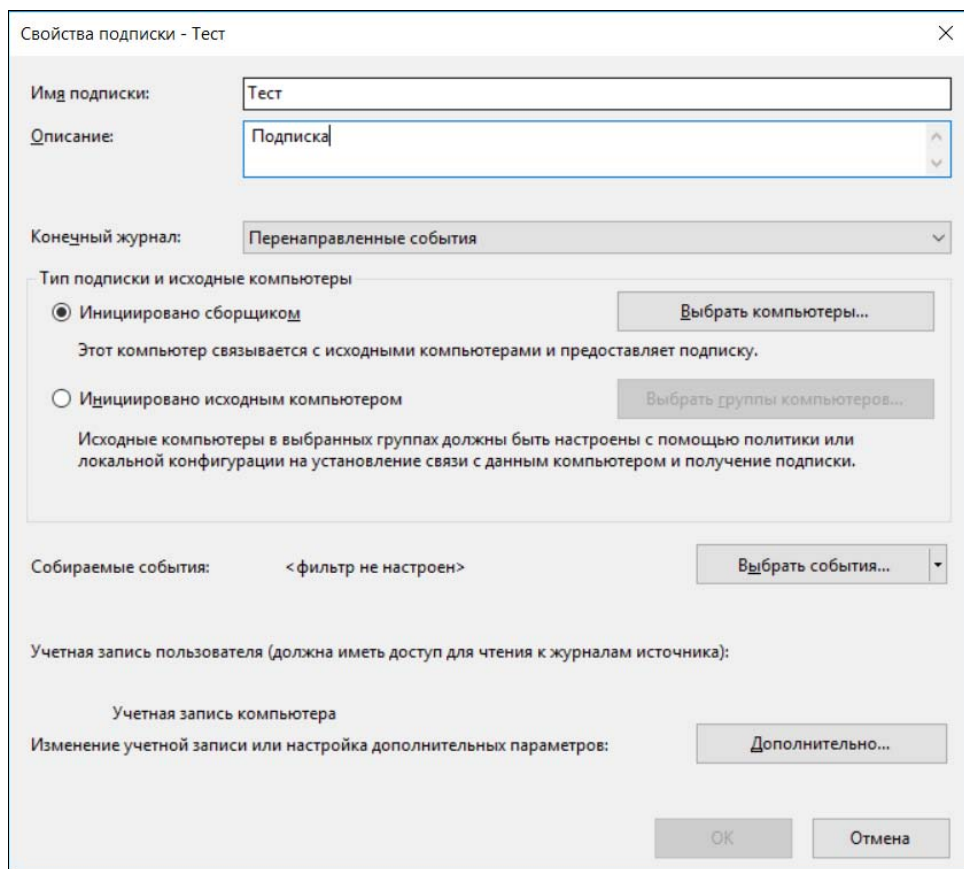 Свойства подписки - Тест
Имя подписки:
Тест
Описание:
Подписка
Конечный журнал:
Перенаправленные события
Тип подписки и исходные компьютеры
Инициировано сборщиком
Выбрать компьютеры...
Этот компьютер связывается с исходными компьютерами и предоставляет подписку.
Инициировано исходным компьютером
Выбрать группы компьютеров...
Исходные компьютеры в выбранных группах должны быть настроены с помощью политики или
локальной конфигурации на установление связи с данным компьютером и получение подписки.
Собираемые события:
<фильтр не настроен>
Выбрать события...
Учетная запись пользователя (должна иметь доступ для чтения к журналам источника):
Учетная запись компьютера
Изменение учетной записи или настройка дополнительных параметров:
Дополнительно...
ОК
Отмена